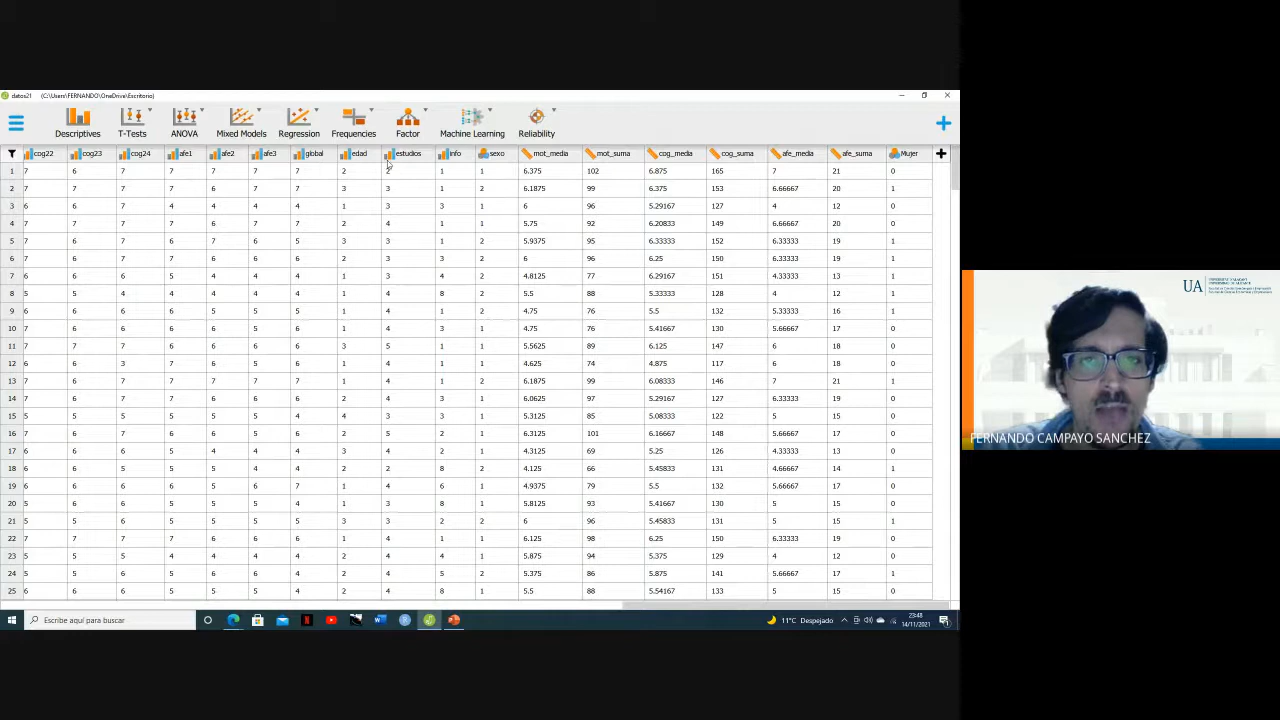 datos21 (C:\Users\FERNANDO\OneDrive\Escritorio)
Descriptives T-Tests ANOVA Mixed Models Regression Frequencies Factor Machine Learning Reliability
cog22 cog23 cog24 afe1 afe2 afe3 global edad estudios info sexo mot_media mot_suma cog_media cog_suma afe_media afe_suma Mujer
1 7 6 7 7 7 7 7 2 2 1 1 6.375 102 6.875 165 7 21 0
2 7 7 7 7 6 7 7 3 3 1 2 6.1875 99 6.375 153 6.66667 20 1
3 6 6 7 4 4 4 4 1 3 3 1 6 96 5.29167 127 4 12 0
4 7 6 7 7 6 7 7 2 4 1 1 5.75 92 6.20833 149 6.66667 20 0
5 7 6 7 6 7 6 5 3 3 1 2 5.9375 95 6.33333 152 6.33333 19 1
6 7 6 7 7 6 6 6 2 3 3 2 6 96 6.25 150 6.33333 19 1
7 6 6 6 5 4 4 4 1 3 4 2 4.8125 77 6.29167 151 4.33333 13 1
8 5 5 4 4 4 4 4 1 4 8 2 5.5 88 5.33333 128 4 12 1
9 6 6 6 6 5 5 5 1 4 1 2 4.75 76 5.5 132 5.33333 16 1
10 7 6 6 6 6 5 6 1 4 3 1 4.75 76 5.41667 130 5.66667 17 0
11 7 7 7 6 6 6 6 3 5 1 1 5.5625 89 6.125 147 6 18 0
12 6 6 3 7 6 5 6 1 4 1 1 4.625 74 4.875 117 6 18 0
13 7 6 7 7 7 7 7 1 4 1 2 6.1875 99 6.08333 146 7 21 1
14 7 6 7 7 6 6 6 2 4 3 1 6.0625 97 5.29167 127 6.33333 19 0
15 5 5 5 5 5 5 4 4 3 3 1 5.3125 85 5.08333 122 5 15 0
16 7 6 7 6 6 5 6 2 5 2 1 6.3125 101 6.16667 148 5.66667 17 0
17 6 6 6 5 4 4 4 3 4 2 1 4.3125 69 5.25 126 4.33333 13 0
18 6 6 5 5 5 4 4 2 2 8 2 4.125 66 5.45833 131 4.66667 14 1
19 6 6 6 5 6 6 7 1 4 6 1 4.9375 79 5.5 132 5.66667 17 0
20 6 6 6 5 5 5 4 1 3 8 1 5.8125 93 5.41667 130 5 15 0
21 5 5 6 5 5 5 5 3 3 2 2 6 96 5.45833 131 5 15 1
22 7 7 7 7 6 6 6 1 4 1 1 6.125 98 6.25 150 6.33333 19 0
23 5 5 5 4 4 4 4 2 4 4 1 5.875 94 5.375 129 4 12 0
24 5 5 6 5 6 6 4 2 4 5 2 5.375 86 5.875 141 5.66667 17 1
25 6 6 6 5 5 5 4 2 4 8 1 5.5 88 5.54167 133 5 15 0
Escribe aquí para buscar
11°C Despejado
23:48
14/11/2021
UA
FERNANDO CAMPAYO SANCHEZ